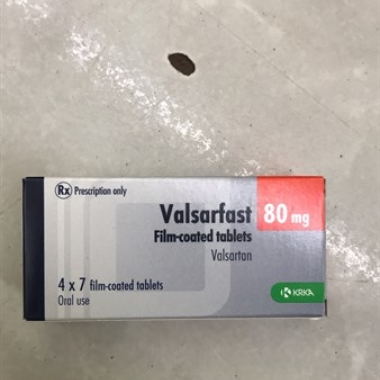 Rx Prescription only
Valsarfast 80 mg
Film-coated tablets
Valsartan
4 x 7 film-coated tablets
Oral use
KRKA